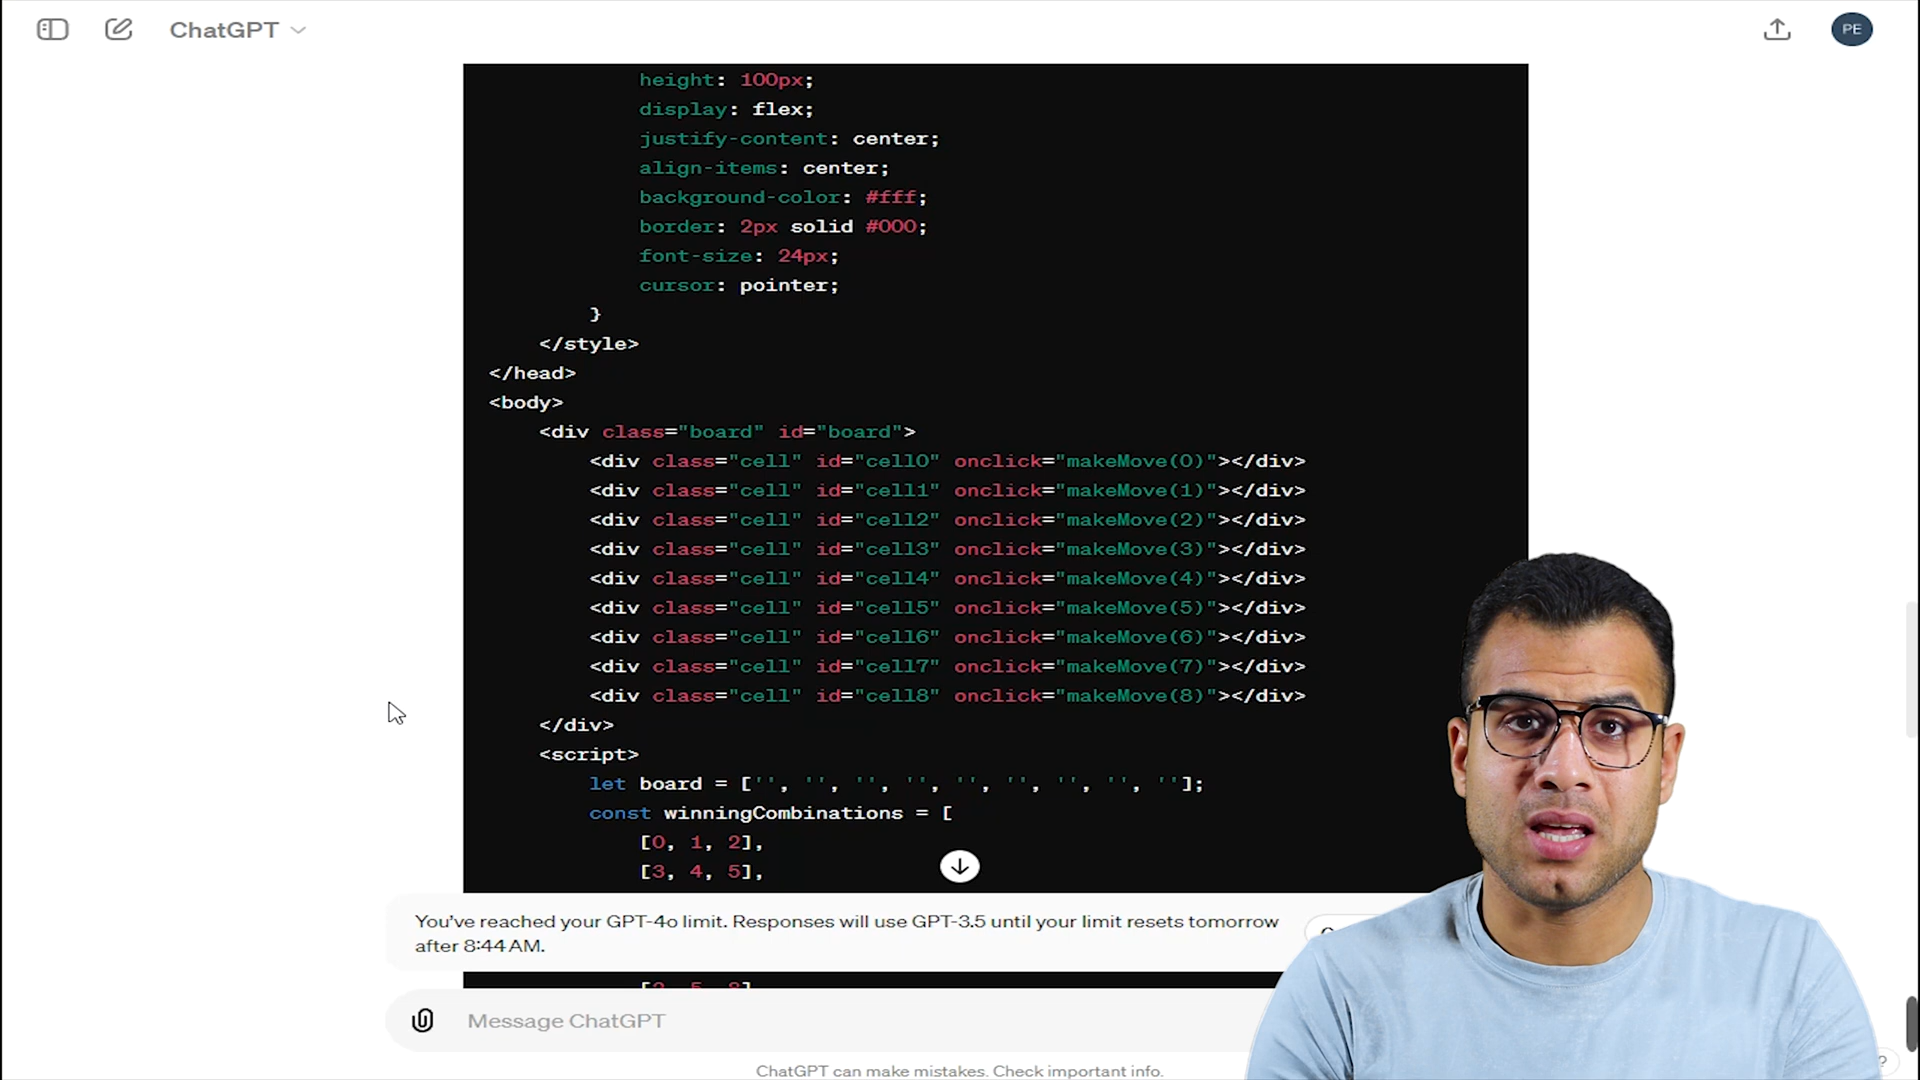 ChatGPT
PE
height: 100px;
display: flex;
justify-content: center;
align-items: center;
background-color: #fff;
border: 2px solid #000;
font-size: 24px;
cursor: pointer;
}
</style>
</head>
<body>
<div class="board" id="board">
<div class="cell" id="cell0" onclick="makeMove(0)"></div>
<div class="cell" id="cell1" onclick="makeMove(1)"></div>
<div class="cell" id="cell2" onclick="makeMove(2)"></div>
<div class="cell" id="cell3" onclick="makeMove(3)"></div>
<div class="cell" id="cell4" onclick="makeMove(4)"></div>
<div class="cell" id="cell5" onclick="makeMove(5)"></div>
<div class="cell" id="cell6" onclick="makeMove(6)"></div>
<div class="cell" id="cell7" onclick="makeMove(7)"></div>
<div class="cell" id="cell8" onclick="makeMove(8)"></div>
</div>
<script>
let board = ['', '', '', '', '', '', '', '', ''];
const winningCombinations = [
[0, 1, 2],
[3, 4, 5],
You've reached your GPT-4o limit. Responses will use GPT-3.5 until your limit resets tomorrow
after 8:44 AM.
Message ChatGPT
ChatGPT can make mistakes. Check important info.
?